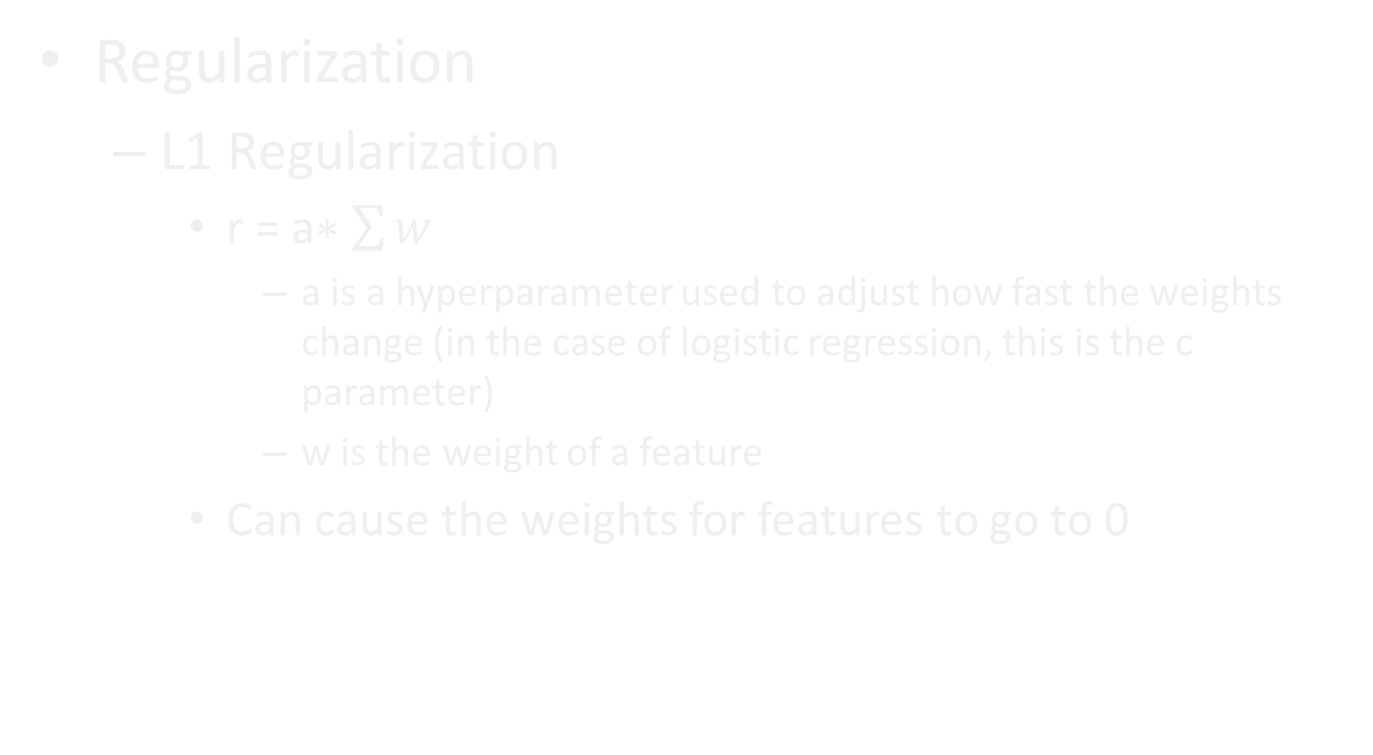 • Regularization
– L1 Regularization
• r = a∗ ∑ 𝑤
– a is a hyperparameter used to adjust how fast the weights
change (in the case of logistic regression, this is the c
parameter)
– w is the weight of a feature
• Can cause the weights for features to go to 0